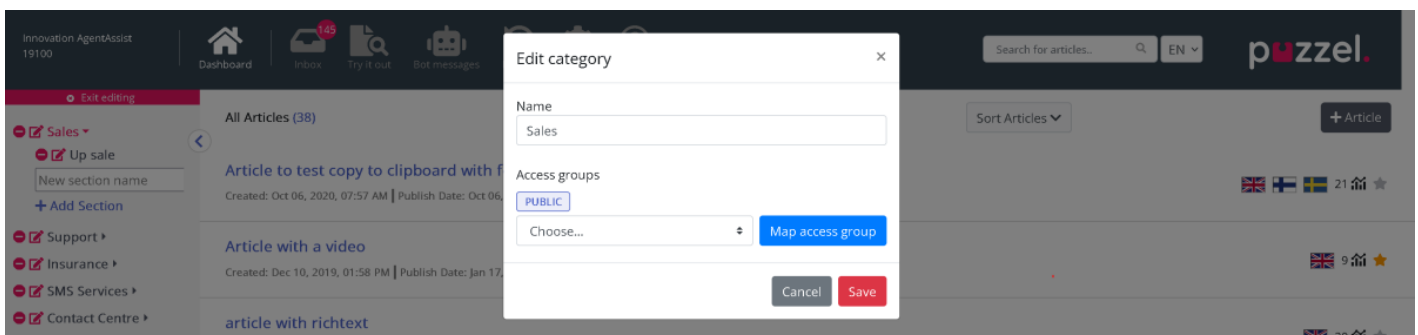 Innovation AgentAssist
19100
Dashboard
145
Inbox
Try it out
Bot messages
Search for articles..
EN
puzzel.
Exit editing
Sales
Up sale
New section name
+ Add Section
Support
Insurance
SMS Services
Contact Centre
All Articles (38)
Sort Articles
+ Article
Article to test copy to clipboard with f
Created: Oct 06, 2020, 07:57 AM | Publish Date: Oct 06,
21
Article with a video
Created: Dec 10, 2019, 01:58 PM | Publish Date: Jan 17,
9
article with richtext
Edit category
×
Name
Sales
Access groups
PUBLIC
Choose...
Map access group
Cancel
Save